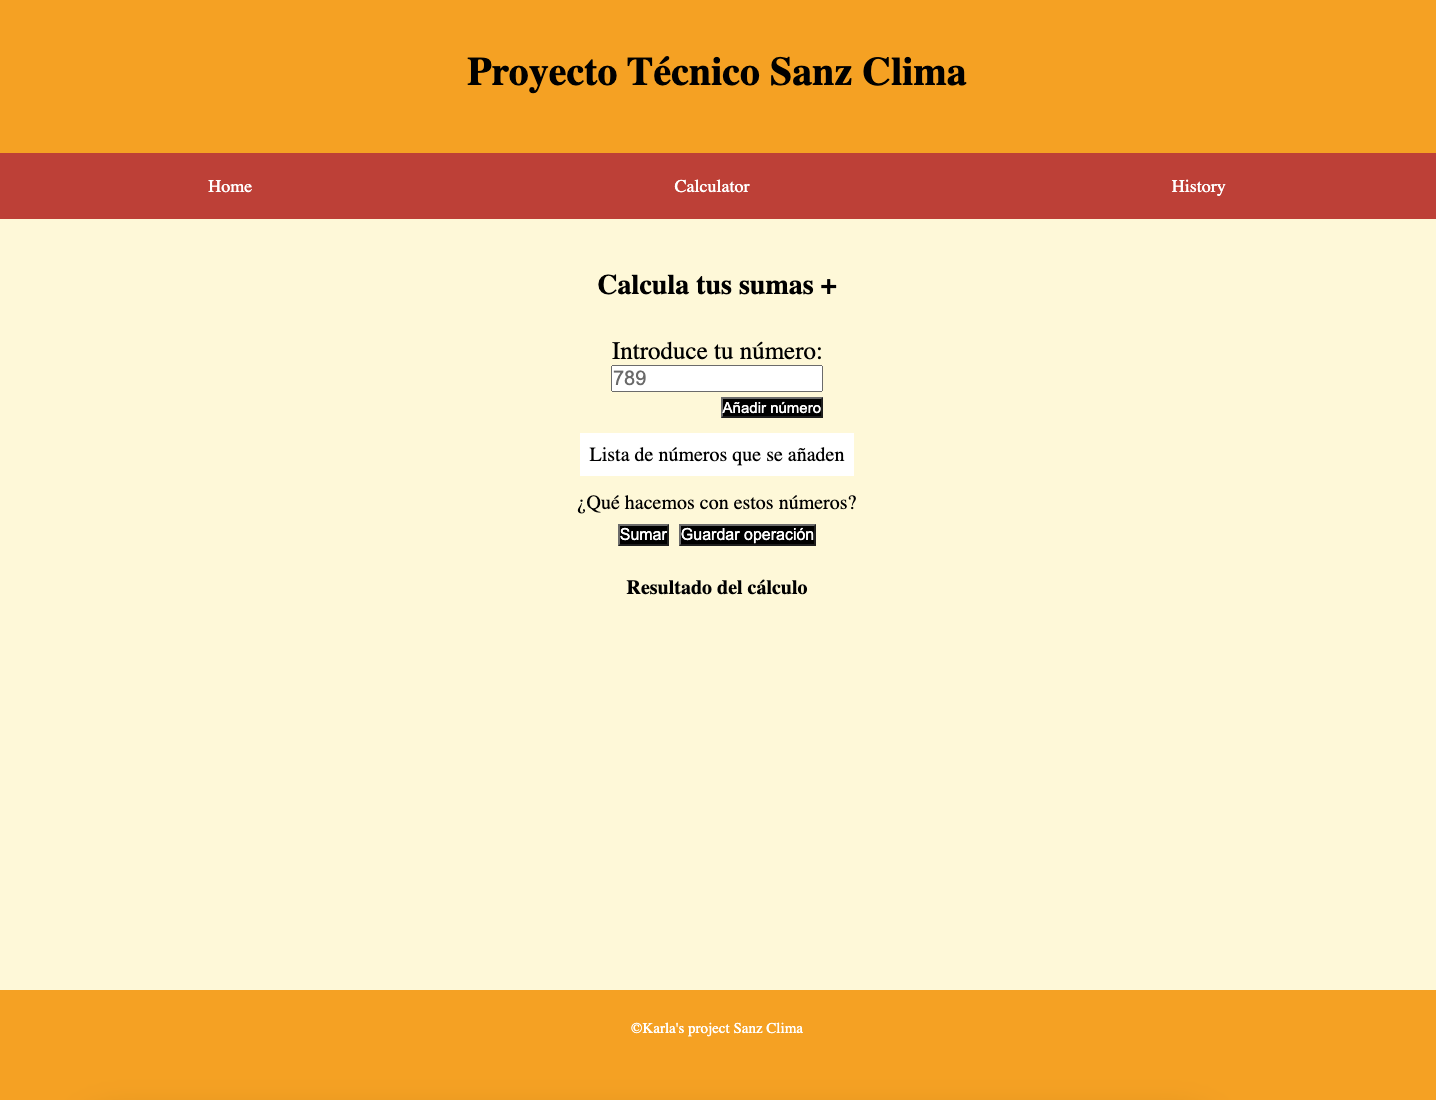 Proyecto Técnico Sanz Clima
Home Calculator History
Calcula tus sumas +
Introduce tu número:
789
Añadir número
Lista de números que se añaden
¿Qué hacemos con estos números?
Sumar Guardar operación
Resultado del cálculo
©Karla's project Sanz Clima